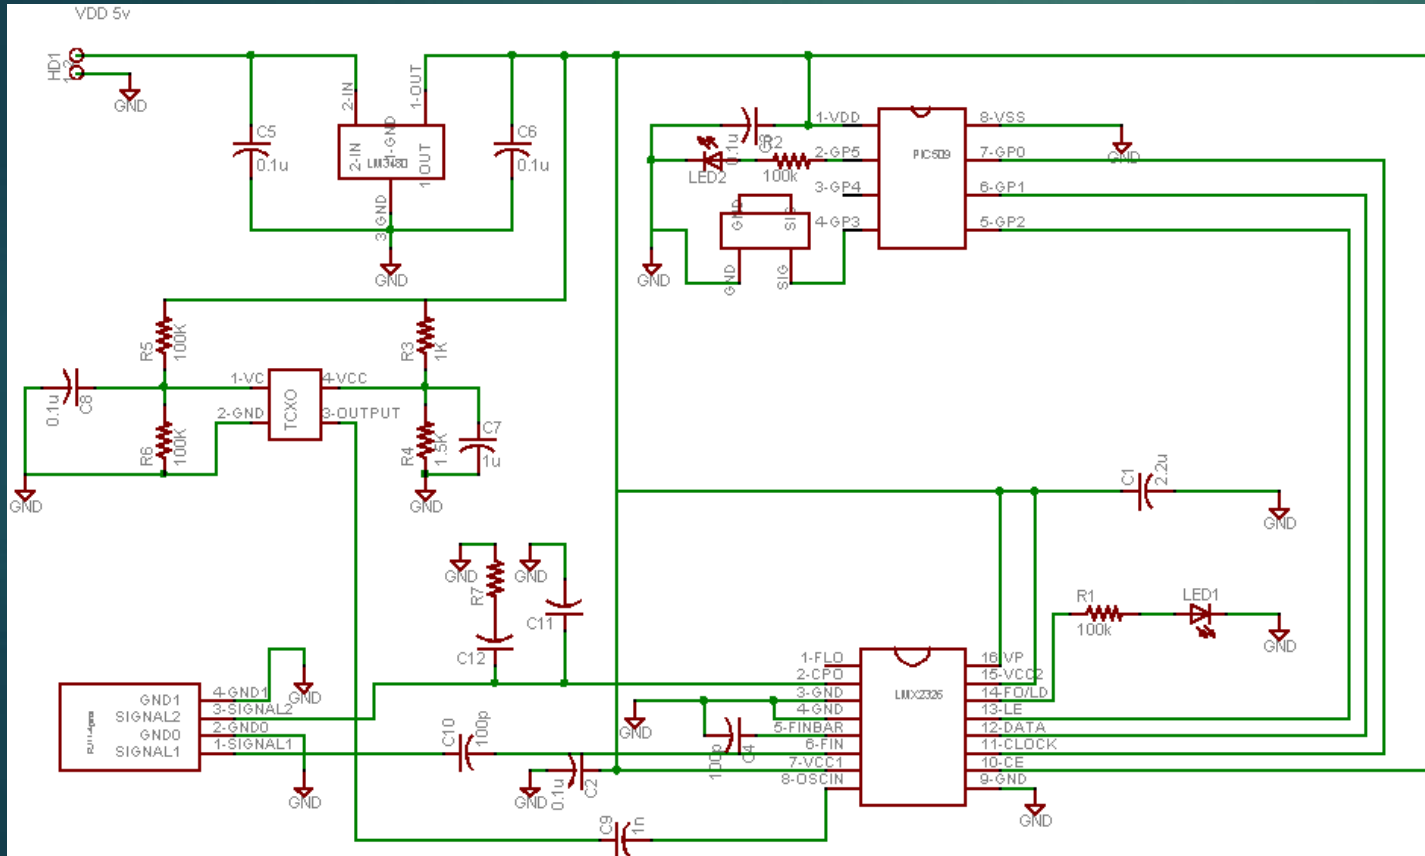 VDD 5v
HD1
GND
2-IN
1-OUT
C5
0.1u
2-IN
1-GND
1 OUT
3-GND
GND
C6
0.1u
0.1u
R2
100k
LED2
GND
GND
SIG
GND
SIG
1-VDD
2-GP5
3-GP4
4-GP3
PIC509
8-VSS
7-GP0
6-GP1
5-GP2
GND
R5
100K
R3
1K
0.1u
C8
R6
100K
1-VC
2-GND
TCXO
4-VCC
3-OUTPUT
R4
1.5K
C7
1u
GND
GND
C1
2.2u
GND
GND
R7
GND
C11
C12
R1
100k
LED1
GND
GND1
SIGNAL2
GND0
SIGNAL1
4-GND1
3-SIGNAL2
2-GND0
1-SIGNAL1
GND
GND
C10
100p
GND
0.1u
C2
GND
100p
C4
1-FLO
2-CPO
3-GND
4-GND
5-FINBAR
6-FIN
7-VCC1
8-OSCIN
LMX2326
16-VP
15-VCC2
14-FO/LD
13-LE
12-DATA
11-CLOCK
10-CE
9-GND
GND
C9
1n